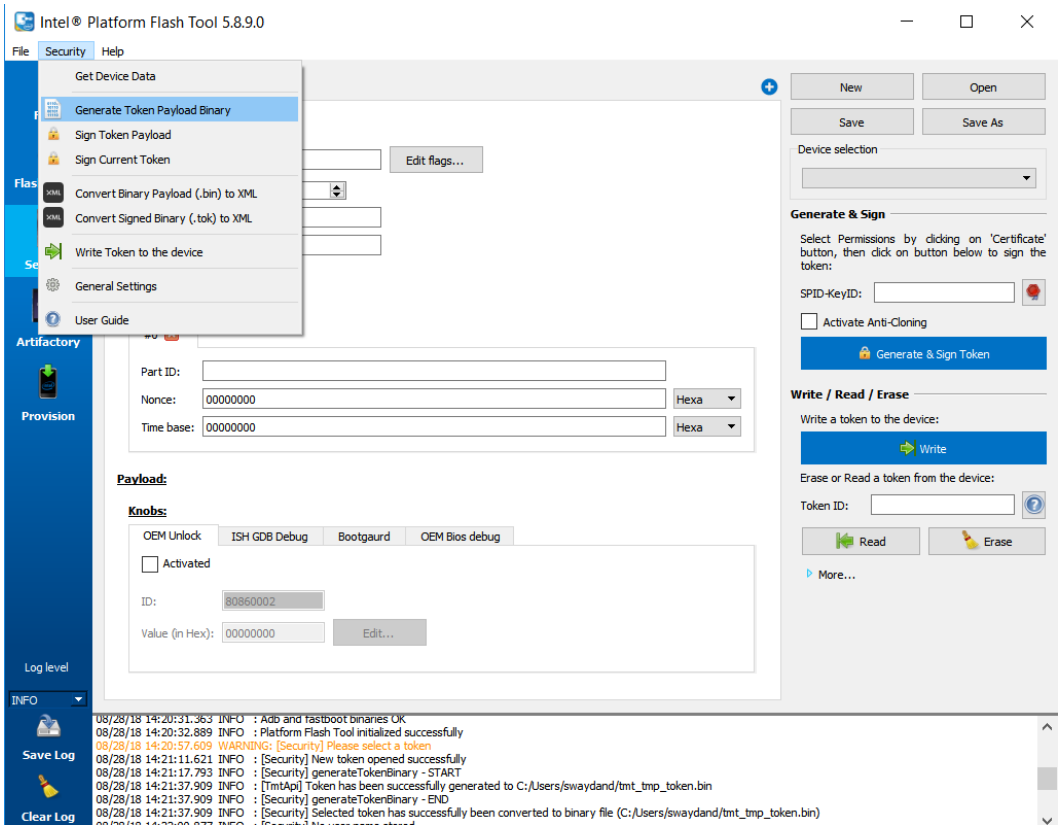 Intel® Platform Flash Tool 5.8.9.0
File Security Help
Get Device Data
Generate Token Payload Binary
Sign Token Payload
Sign Current Token
Convert Binary Payload (.bin) to XML
Convert Signed Binary (.tok) to XML
Write Token to the device
General Settings
User Guide
Flas
Se
Artifactory
Provision
Log level
INFO
Save Log
Clear Log
Edit flags...
#0
Part ID:
Nonce: 00000000 Hexa
Time base: 00000000 Hexa
Payload:
Knobs:
OEM Unlock ISH GDB Debug Bootgaurd OEM Bios debug
Activated
ID: 80860002
Value (in Hex): 00000000 Edit...
New Open
Save Save As
Device selection
Generate & Sign
Select Permissions by clicking on 'Certificate'
button, then click on button below to sign the
token:
SPID-KeyID:
Activate Anti-Cloning
Generate & Sign Token
Write / Read / Erase
Write a token to the device:
Write
Erase or Read a token from the device:
Token ID:
Read Erase
More...
08/28/18 14:20:31.363 INFO : Adb and fastboot binaries OK
08/28/18 14:20:32.889 INFO : Platform Flash Tool initialized successfully
08/28/18 14:20:57.609 WARNING: [Security] Please select a token
08/28/18 14:21:11.621 INFO : [Security] New token opened successfully
08/28/18 14:21:17.793 INFO : [Security] generateTokenBinary - START
08/28/18 14:21:37.909 INFO : [TmtApi] Token has been successfully generated to C:/Users/swaydand/tmt_tmp_token.bin
08/28/18 14:21:37.909 INFO : [Security] generateTokenBinary - END
08/28/18 14:21:37.909 INFO : [Security] Selected token has successfully been converted to binary file (C:/Users/swaydand/tmt_tmp_token.bin)